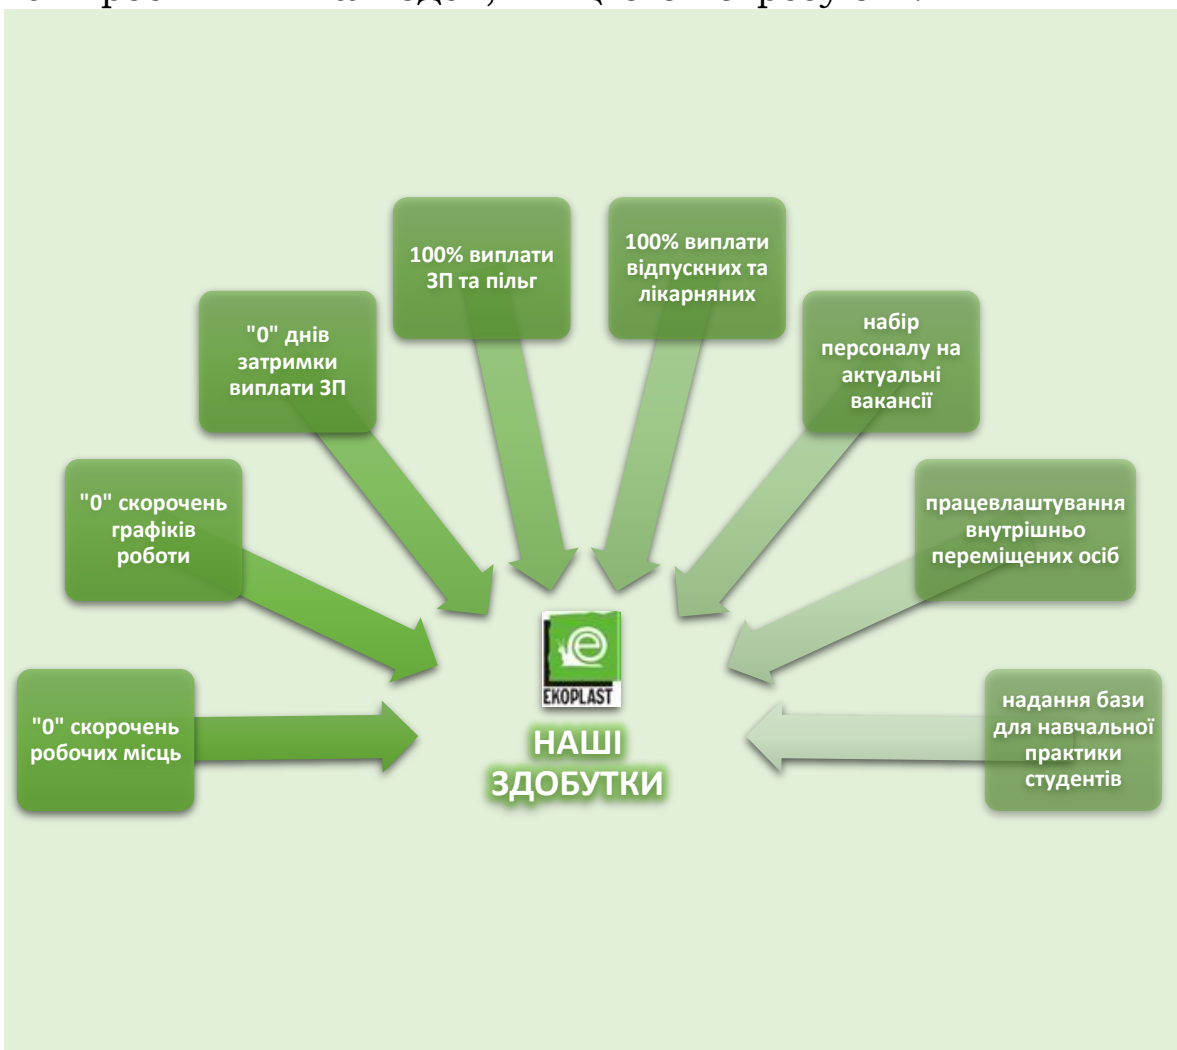 100% виплати
ЗП та пільг
100% виплати
відпускних та
лікарняних
"0" днів
затримки
виплати ЗП
набір
персоналу на
актуальні
вакансії
"0" скорочень
графіків
роботи
працевлаштування
внутрішньо
переміщених осіб
"0" скорочень
робочих місць
надання бази
для навчальної
практики
студентів
e
EKOPLAST
НАШІ
ЗДОБУТКИ